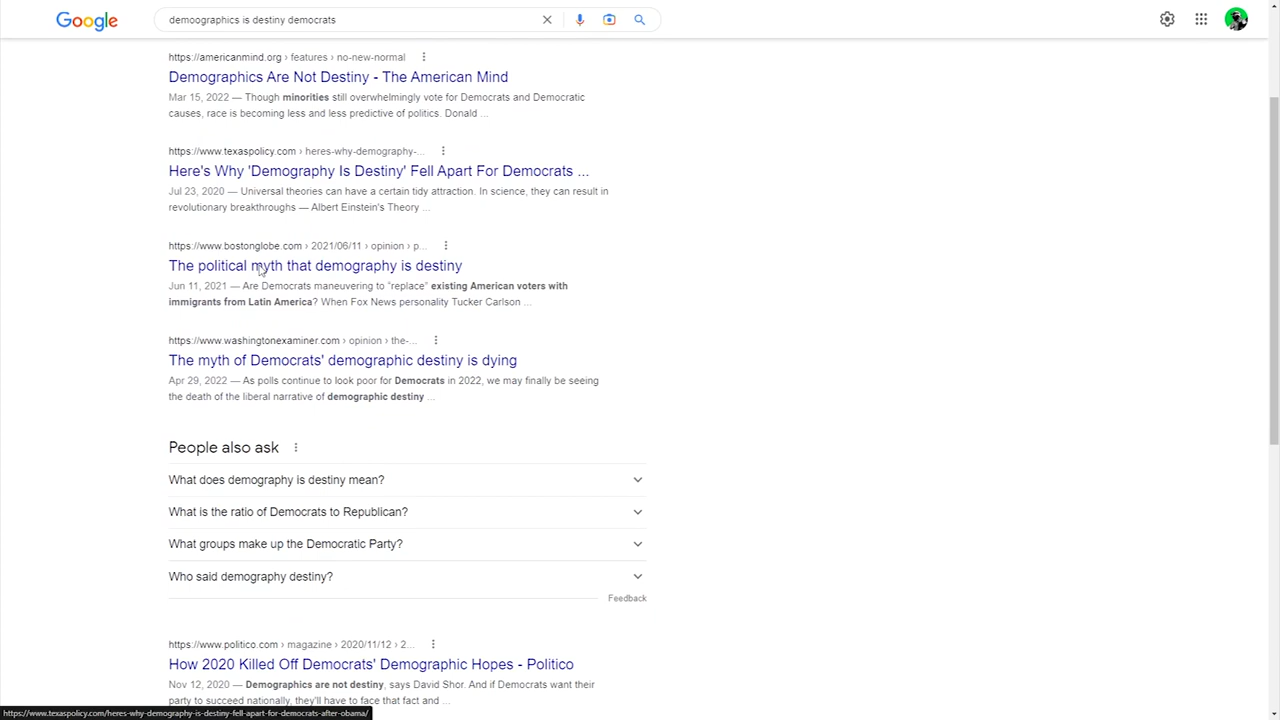 Google
demoographics is destiny democrats
https://americanmind.org › features › no-new-normal
Demographics Are Not Destiny - The American Mind
Mar 15, 2022 — Though minorities still overwhelmingly vote for Democrats and Democratic
causes, race is becoming less and less predictive of politics. Donald ...
https://www.texaspolicy.com › heres-why-demography-...
Here's Why 'Demography Is Destiny' Fell Apart For Democrats ...
Jul 23, 2020 — Universal theories can have a certain tidy attraction. In science, they can result in
revolutionary breakthroughs — Albert Einstein's Theory ...
https://www.bostonglobe.com › 2021/06/11 › opinion › p...
The political myth that demography is destiny
Jun 11, 2021 — Are Democrats maneuvering to "replace" existing American voters with
immigrants from Latin America? When Fox News personality Tucker Carlson ...
https://www.washingtonexaminer.com › opinion › the-...
The myth of Democrats' demographic destiny is dying
Apr 29, 2022 — As polls continue to look poor for Democrats in 2022, we may finally be seeing
the death of the liberal narrative of demographic destiny ...
People also ask
What does demography is destiny mean?
What is the ratio of Democrats to Republican?
What groups make up the Democratic Party?
Who said demography destiny?
Feedback
https://www.politico.com › magazine › 2020/11/12 › 2...
How 2020 Killed Off Democrats' Demographic Hopes - Politico
Nov 12, 2020 — Demographics are not destiny, says David Shor. And if Democrats want their
party to succeed nationally, they'll have to face that fact and ...
https://www.texaspolicy.com/heres-why-demography-is-destiny-fell-apart-for-democrats-after-obama/